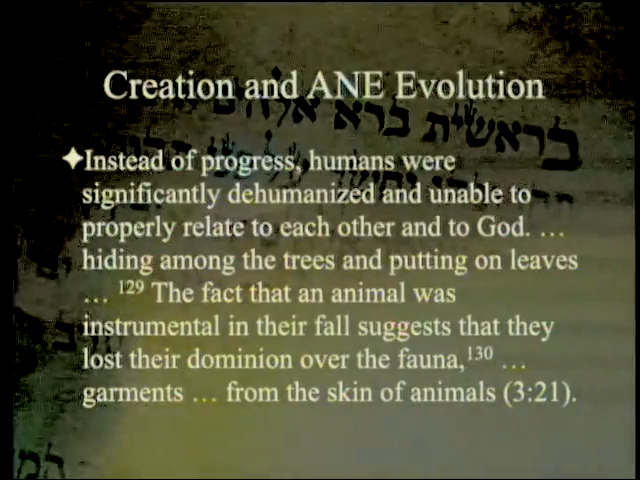 Creation and ANE Evolution
בראשית ברא אלהים
✦Instead of progress, humans were
significantly dehumanized and unable to
properly relate to each other and to God. …
hiding among the trees and putting on leaves
… ¹²⁹ The fact that an animal was
instrumental in their fall suggests that they
lost their dominion over the fauna,¹³⁰ …
garments … from the skin of animals (3:21).